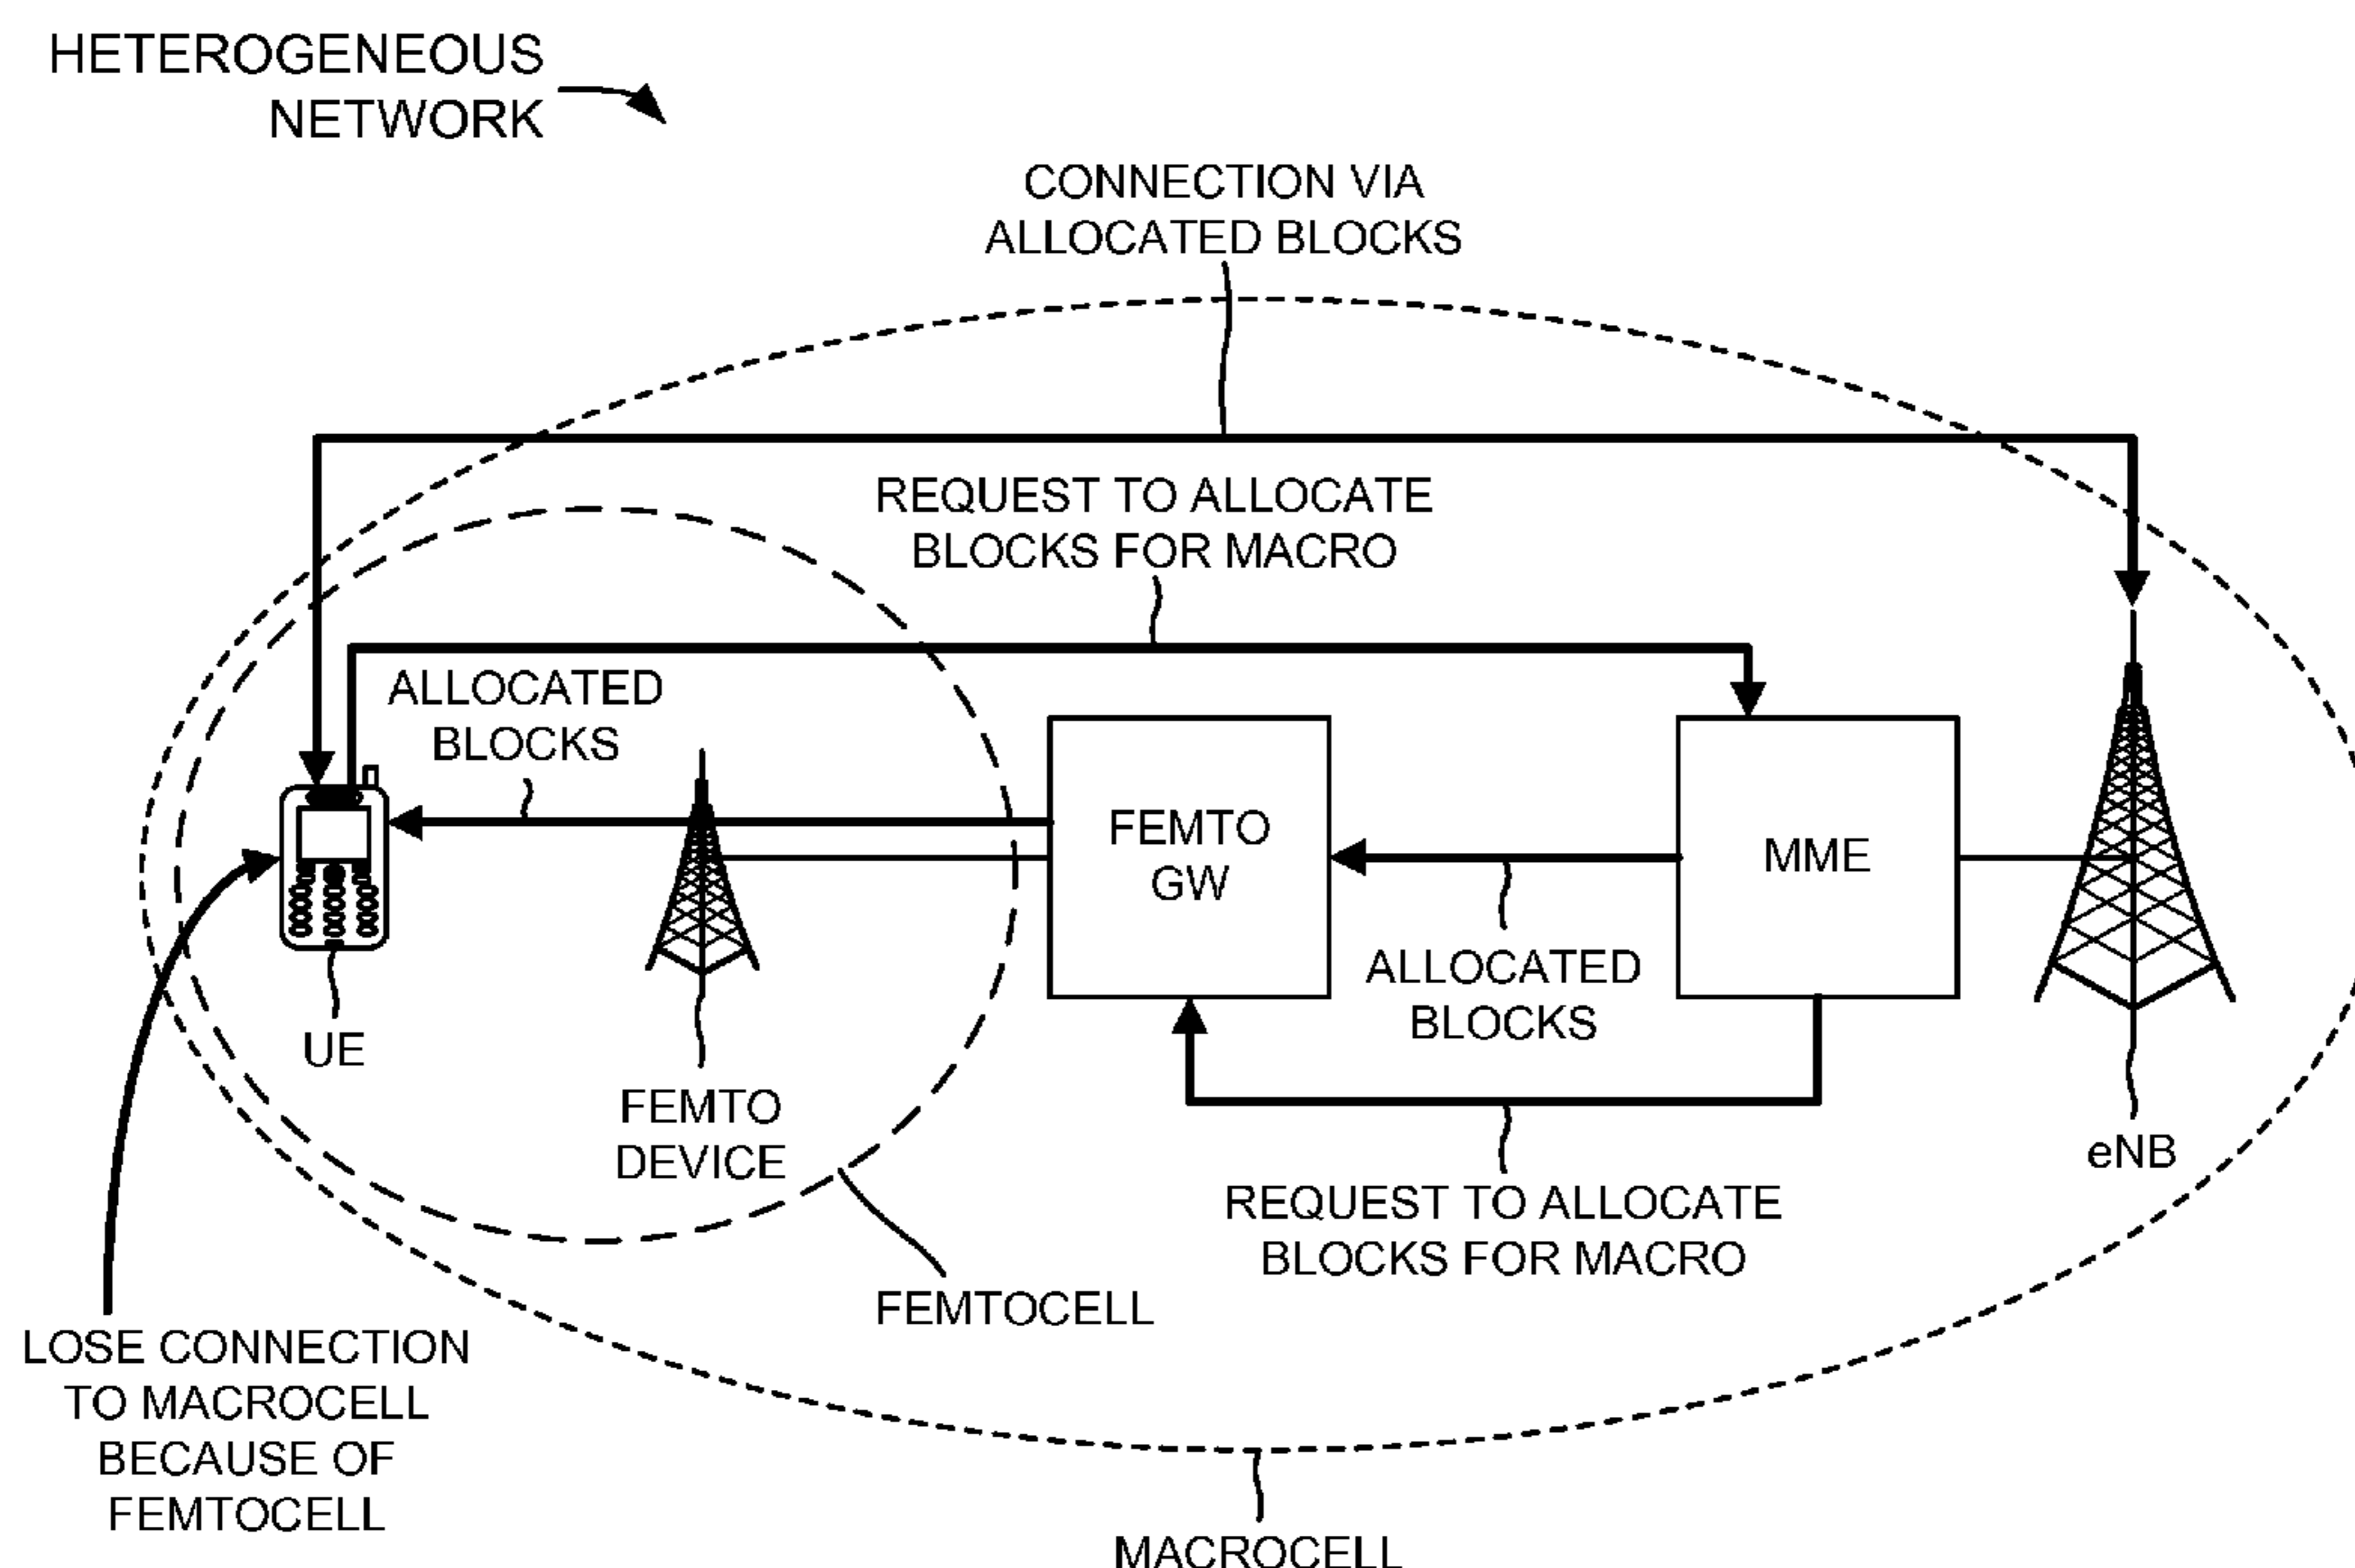 HETEROGENEOUS
NETWORK
CONNECTION VIA
ALLOCATED BLOCKS
REQUEST TO ALLOCATE
BLOCKS FOR MACRO
ALLOCATED
BLOCKS
FEMTO
GW
MME
ALLOCATED
BLOCKS
UE
FEMTO
DEVICE
eNB
REQUEST TO ALLOCATE
BLOCKS FOR MACRO
FEMTOCELL
LOSE CONNECTION
TO MACROCELL
BECAUSE OF
FEMTOCELL
MACROCELL